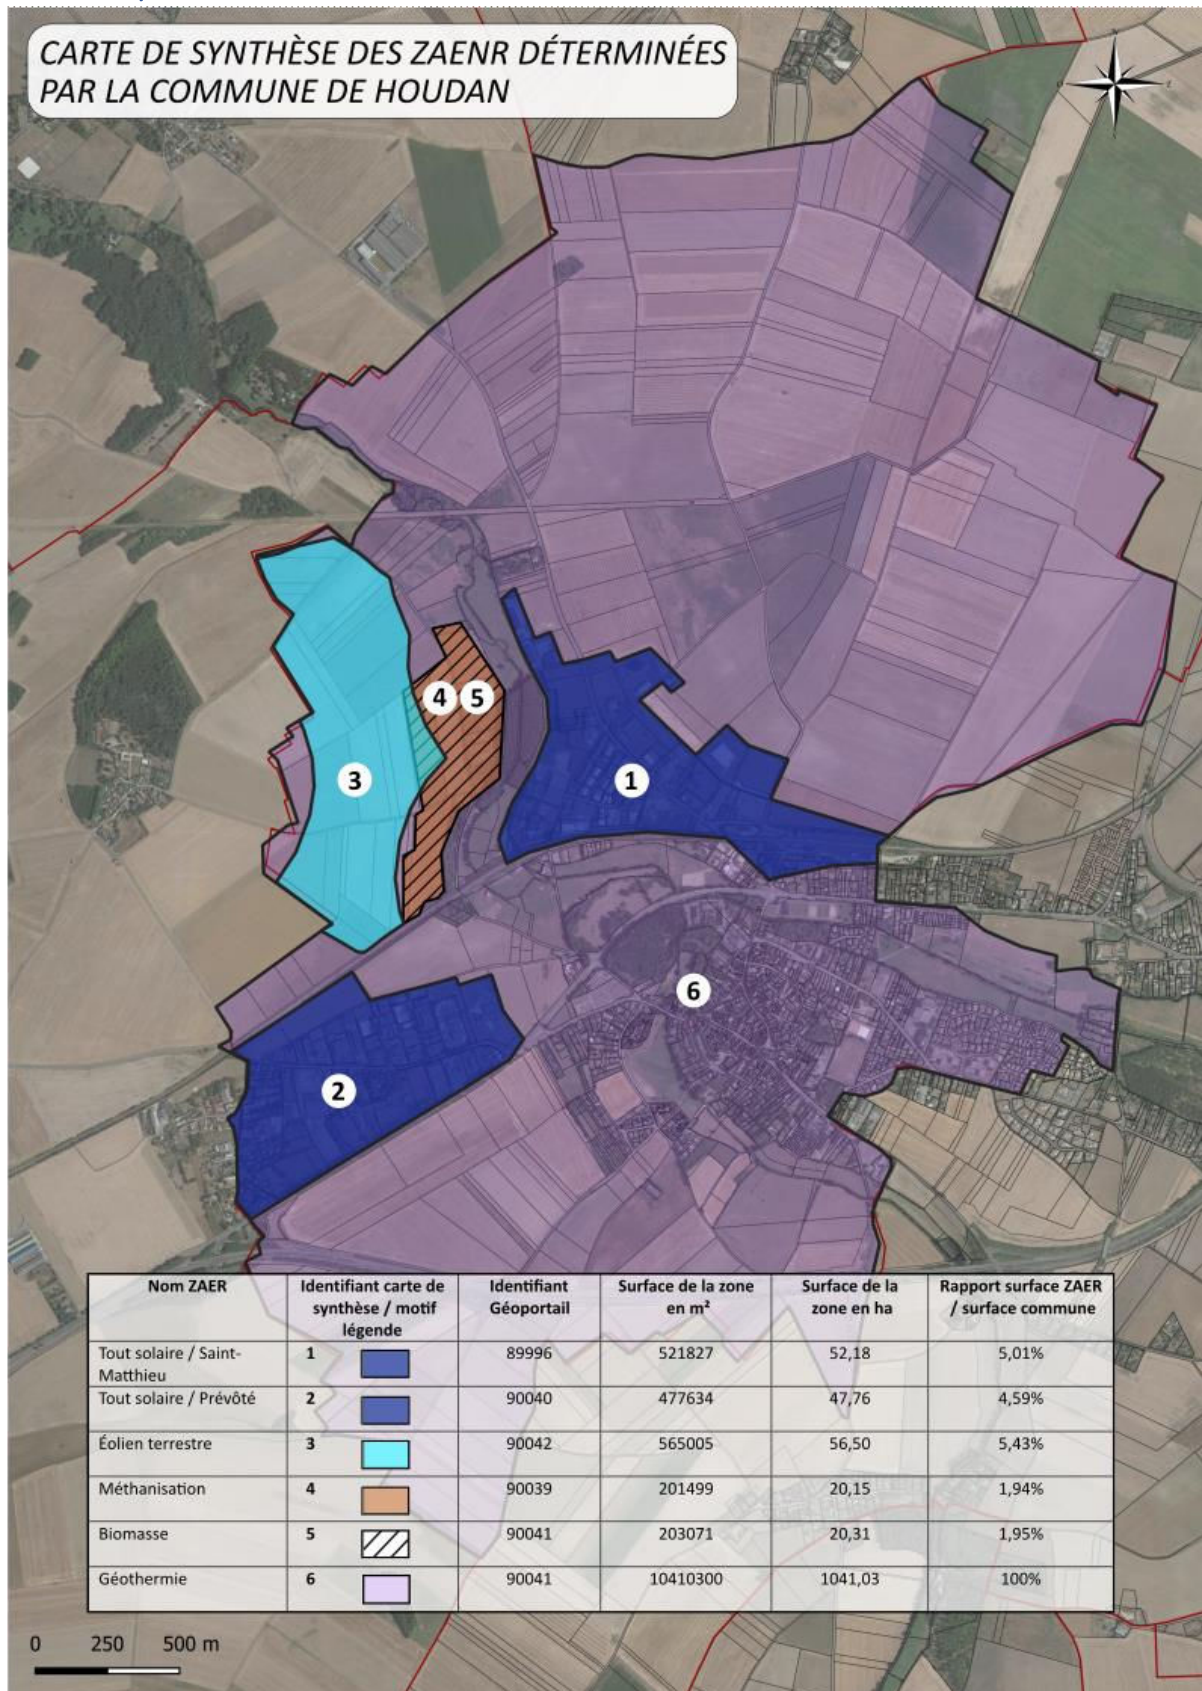 CARTE DE SYNTHÈSE DES ZAENR DÉTERMINÉES
PAR LA COMMUNE DE HOUDAN
N
O
E
S
4 5
1
3
6
2
Nom ZAER Identifiant carte de synthèse / motif légende Identifiant Géoportail Surface de la zone en m² Surface de la zone en ha Rapport surface ZAER / surface commune
Tout solaire / Saint-Matthieu 1 89996 521827 52,18 5,01%
Tout solaire / Prévôté 2 90040 477634 47,76 4,59%
Éolien terrestre 3 90042 565005 56,50 5,43%
Méthanisation 4 90039 201499 20,15 1,94%
Biomasse 5 90041 203071 20,31 1,95%
Géothermie 6 90041 10410300 1041,03 100%
0 250 500 m